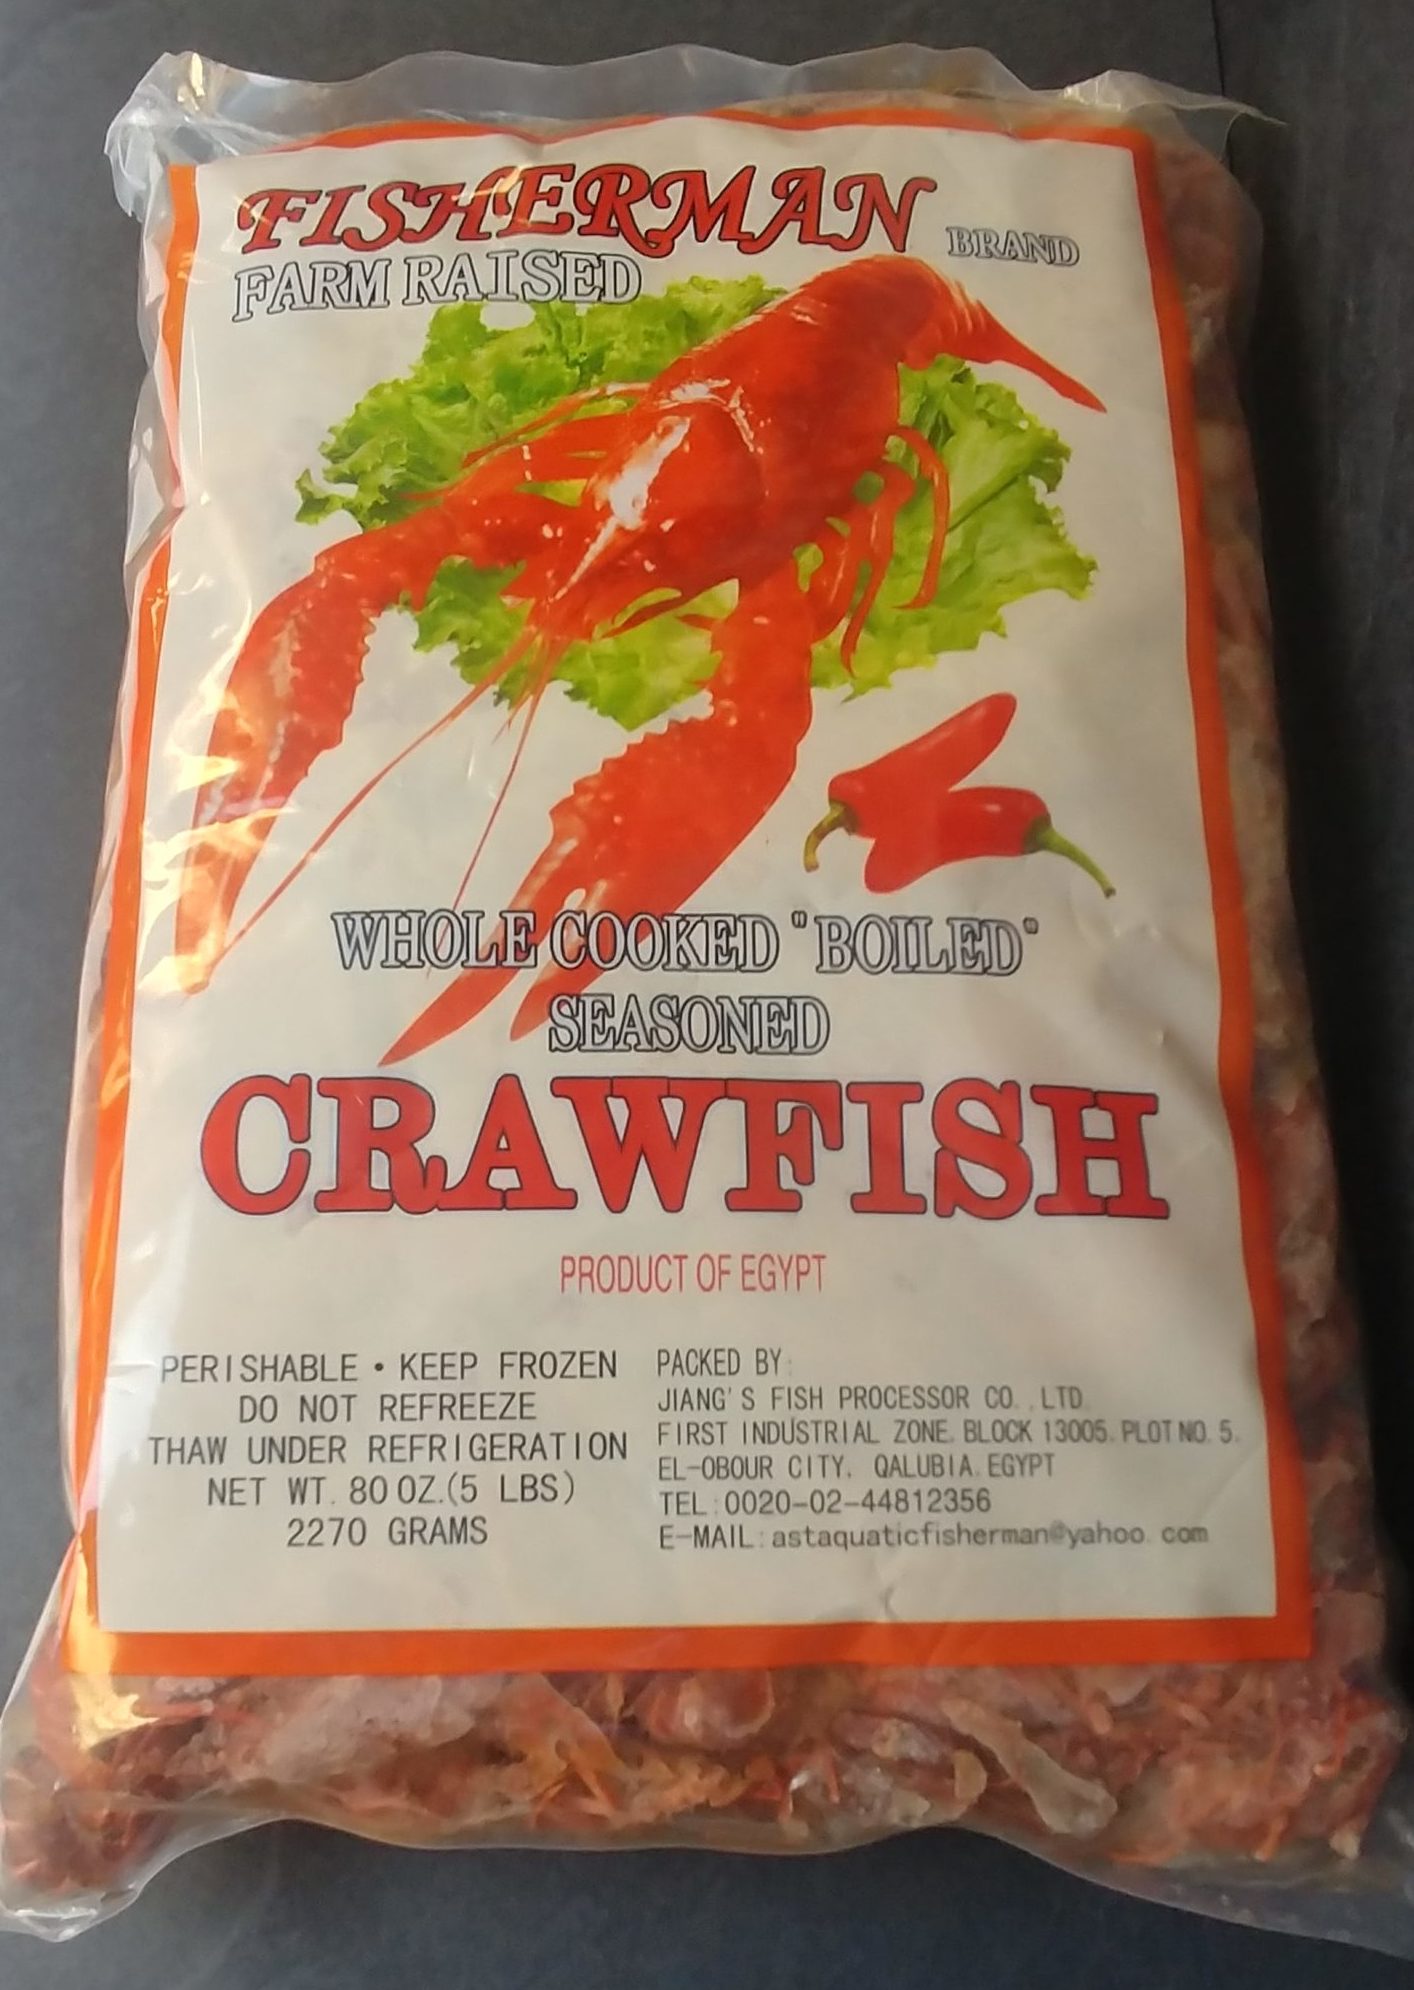 FISHERMAN BRAND
FARM RAISED
WHOLE COOKED "BOILED"
SEASONED
CRAWFISH
PRODUCT OF EGYPT
PERISHABLE • KEEP FROZEN
DO NOT REFREEZE
THAW UNDER REFRIGERATION
NET WT. 80 OZ.(5 LBS)
2270 GRAMS
PACKED BY:
JIANG'S FISH PROCESSOR CO., LTD.
FIRST INDUSTRIAL ZONE, BLOCK 13005, PLOT NO. 5,
EL-OBOUR CITY, QALUBIA, EGYPT
TEL:0020-02-44812356
E-MAIL:astaquaticfisherman@yahoo.com